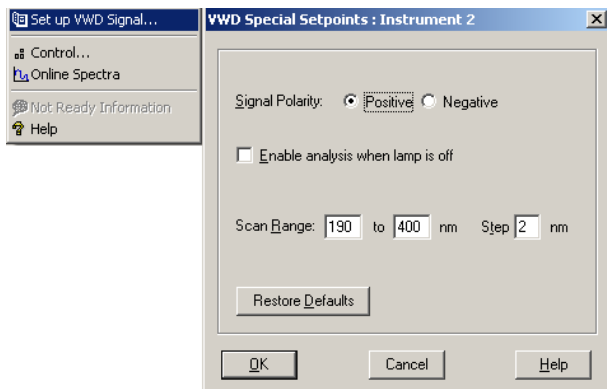 Set up VWD Signal...
Control...
Online Spectra
Not Ready Information
Help
VWD Special Setpoints : Instrument 2
Signal Polarity: Positive Negative
Enable analysis when lamp is off
Scan Range: 190 to 400 nm Step 2 nm
Restore Defaults
OK Cancel Help